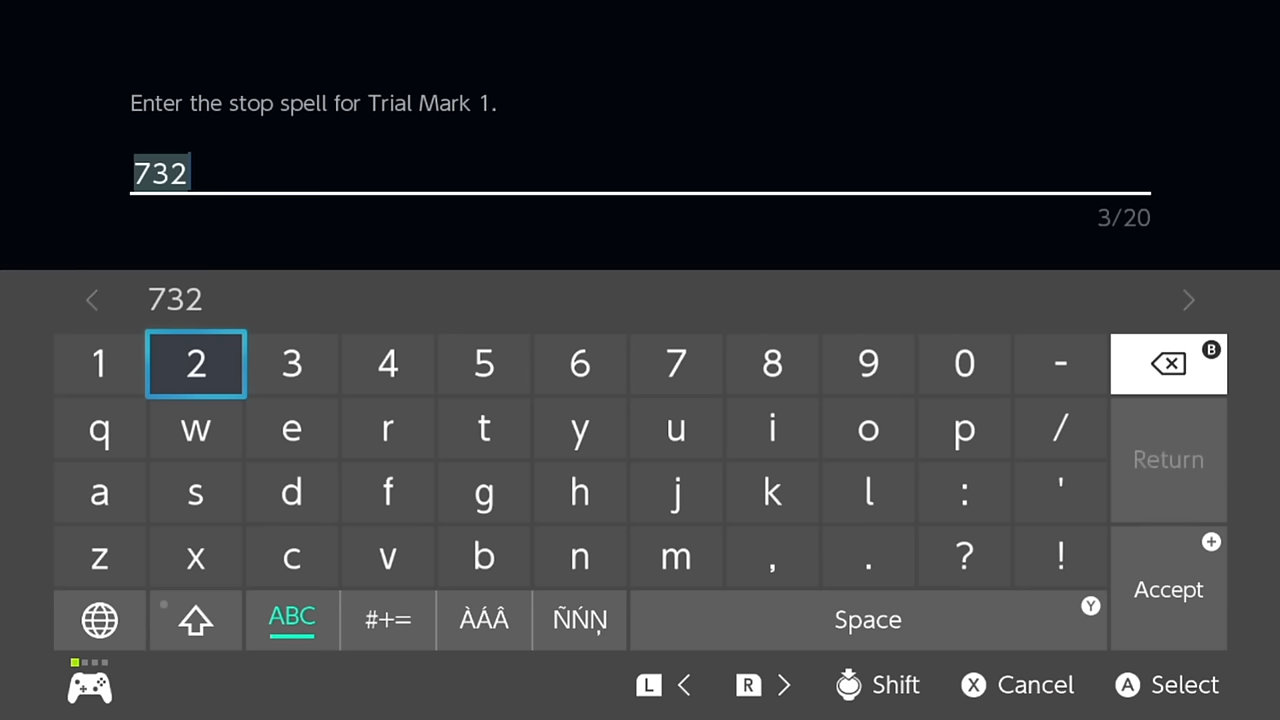 Enter the stop spell for Trial Mark 1.
732
3/20
732
1 2 3 4 5 6 7 8 9 0 -
B
q w e r t y u i o p /
Return
a s d f g h j k l : '
z x c v b n m , . ? !
+
Accept
ABC #+= ÀÁÂ ÑŃŅ Space Y
L R Shift X Cancel A Select